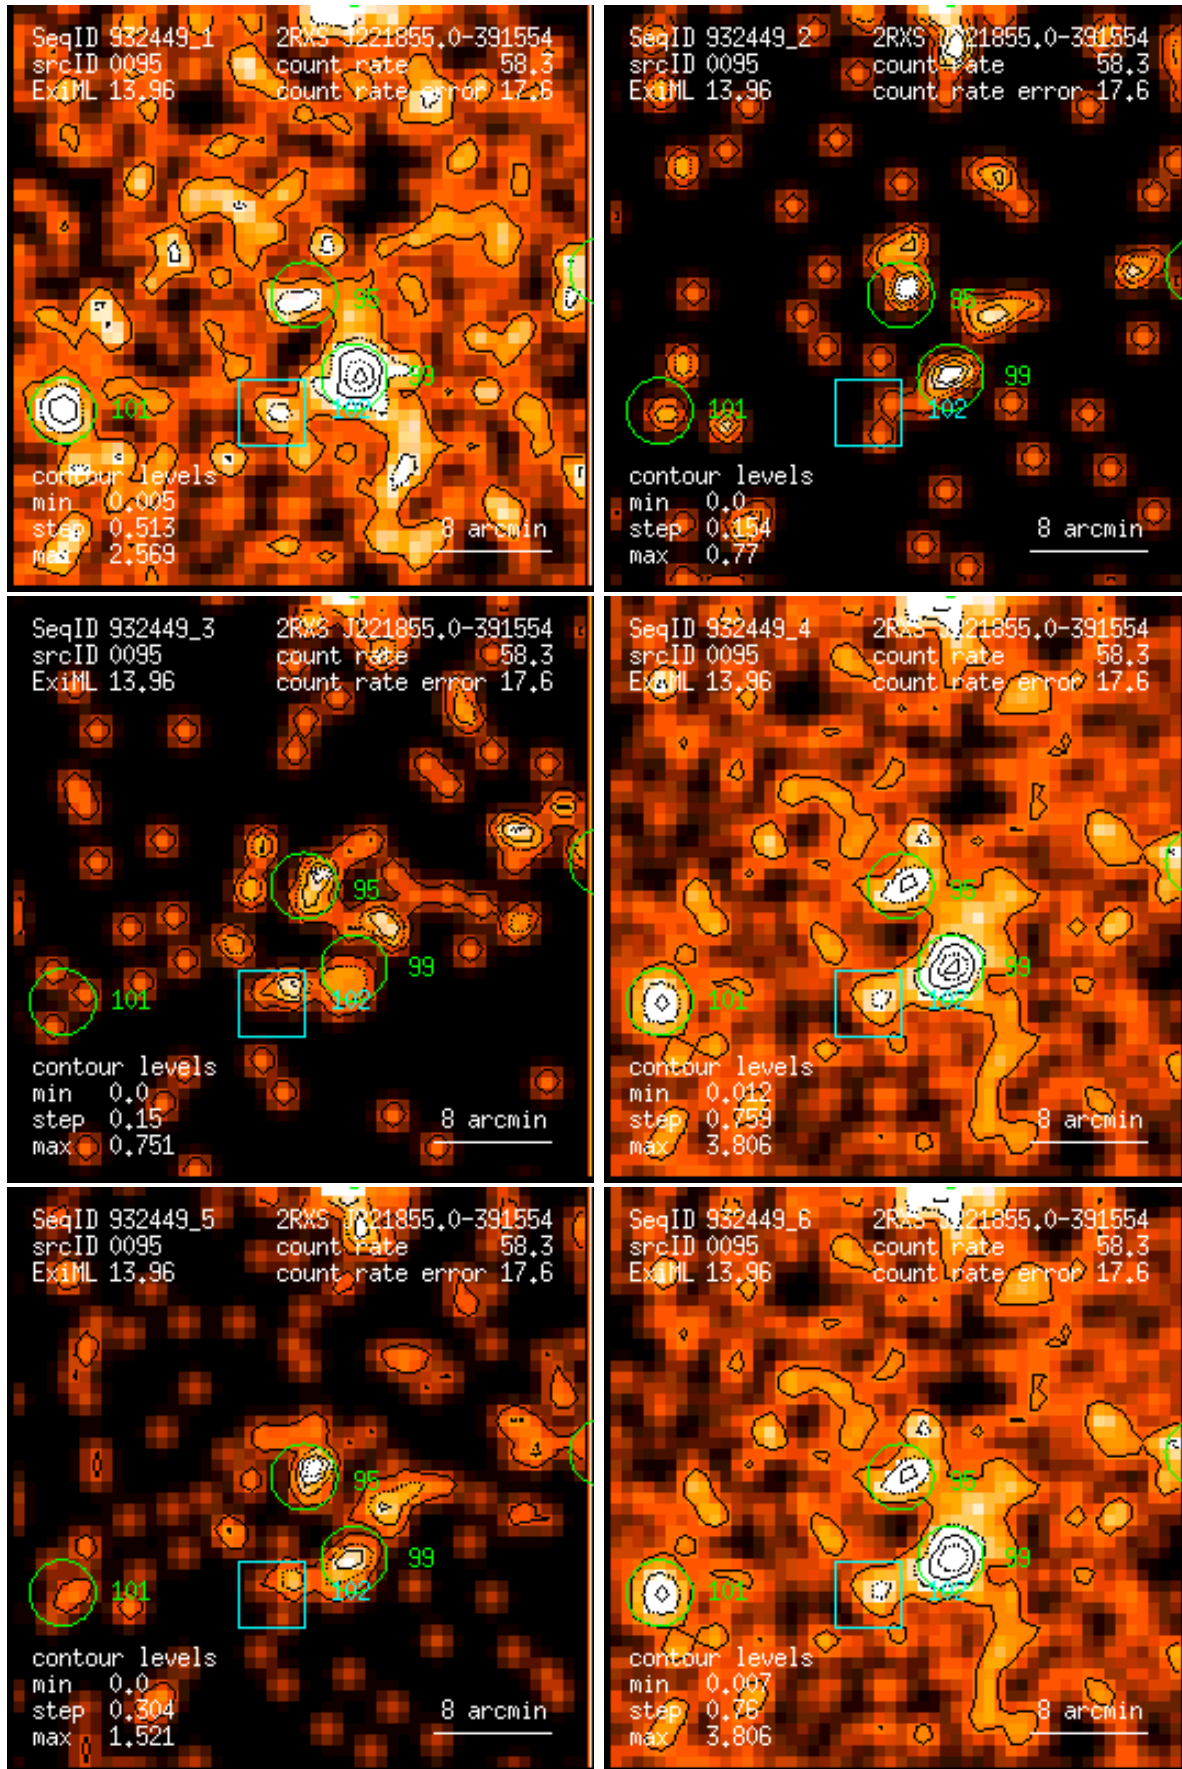 SeqID 932449_1 2RXS J221855.0-391554
srcID 0095 count rate 58.3
ExiML 13.96 count rate error 17.6
95
99
101 102
contour levels
min 0.005
step 0.513 8 arcmin
max 2.569
SeqID 932449_2 2RXS J221855.0-391554
srcID 0095 count rate 58.3
ExiML 13.96 count rate error 17.6
95
99
101 102
contour levels
min 0.0
step 0.154 8 arcmin
max 0.77
SeqID 932449_3 2RXS J221855.0-391554
srcID 0095 count rate 58.3
ExiML 13.96 count rate error 17.6
95
99
101 102
contour levels
min 0.0
step 0.15 8 arcmin
max 0.751
SeqID 932449_4 2RXS J221855.0-391554
srcID 0095 count rate 58.3
ExiML 13.96 count rate error 17.6
95
99
101 102
contour levels
min 0.012
step 0.759 8 arcmin
max 3.806
SeqID 932449_5 2RXS J221855.0-391554
srcID 0095 count rate 58.3
ExiML 13.96 count rate error 17.6
95
99
101 102
contour levels
min 0.0
step 0.304 8 arcmin
max 1.521
SeqID 932449_6 2RXS J221855.0-391554
srcID 0095 count rate 58.3
ExiML 13.96 count rate error 17.6
95
99
101 102
contour levels
min 0.007
step 0.76 8 arcmin
max 3.806